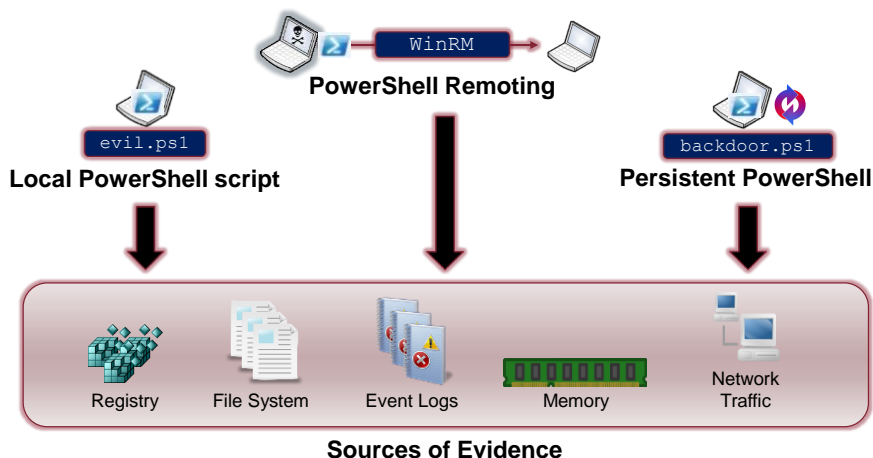 WinRM
PowerShell Remoting
evil.ps1
Local PowerShell script
backdoor.ps1
Persistent PowerShell
Registry
File System
Event Logs
Memory
Network
Traffic
Sources of Evidence